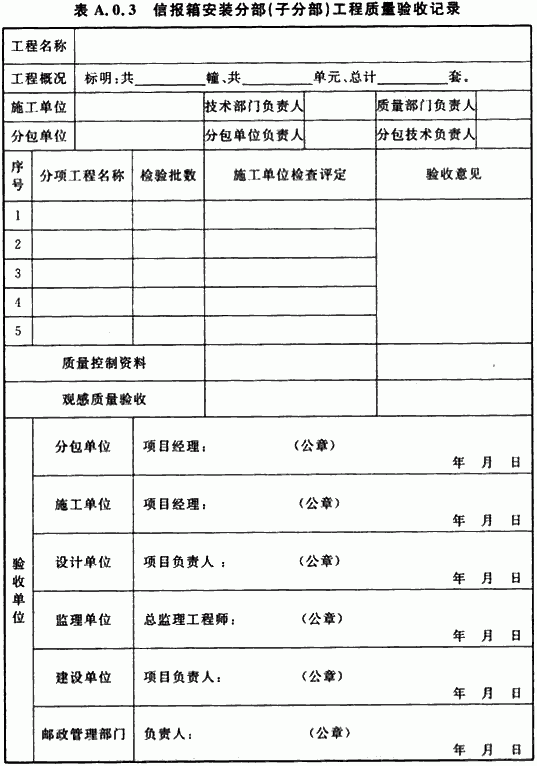 表 A.0.3 信报箱安装分部(子分部)工程质量验收记录
工程名称
工程概况 标明:共________幢、共________单元、总计________套。
施工单位 技术部门负责人 质量部门负责人
分包单位 分包单位负责人 分包技术负责人
序号 分项工程名称 检验批数 施工单位检查评定 验收意见
1
2
3
4
5
质量控制资料
观感质量验收
验收单位
分包单位 项目经理: (公章)
年 月 日
施工单位 项目经理: (公章)
年 月 日
设计单位 项目负责人: (公章)
年 月 日
监理单位 总监理工程师: (公章)
年 月 日
建设单位 项目负责人: (公章)
年 月 日
邮政管理部门 负责人: (公章)
年 月 日